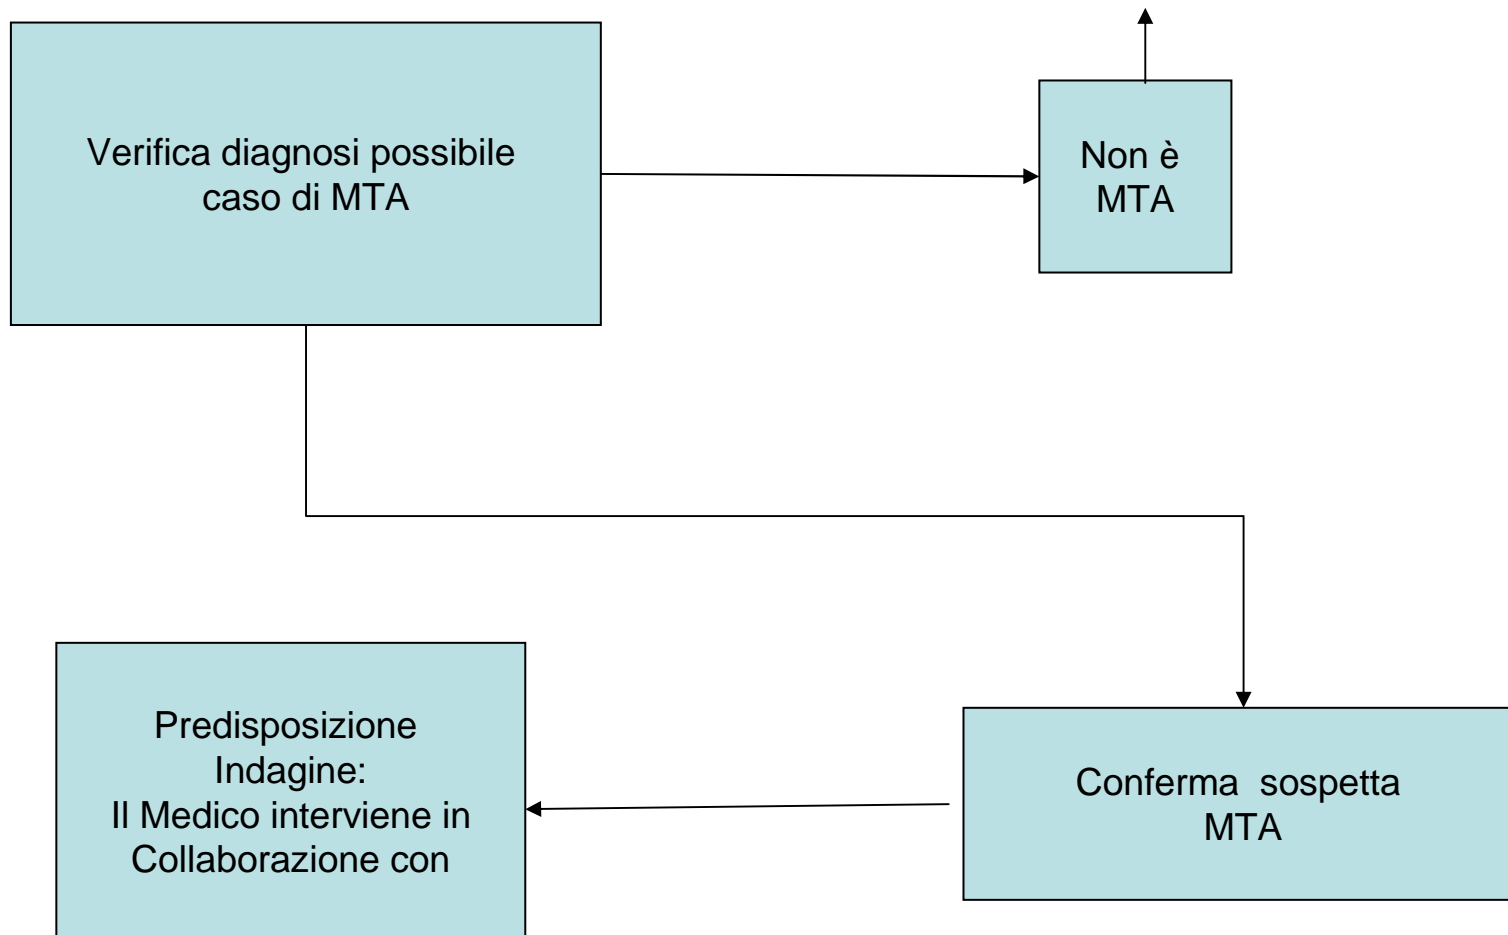 Verifica diagnosi possibile
caso di MTA
Non è
MTA
Predisposizione
Indagine:
Il Medico interviene in
Collaborazione con
Conferma sospetta
MTA